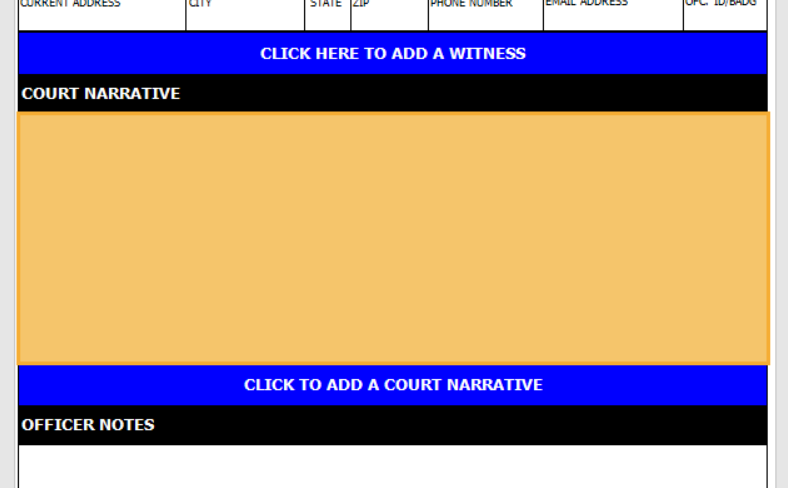 CURRENT ADDRESS CITY STATE ZIP PHONE NUMBER EMAIL ADDRESS OFC. ID/BADG
CLICK HERE TO ADD A WITNESS
COURT NARRATIVE
CLICK TO ADD A COURT NARRATIVE
OFFICER NOTES